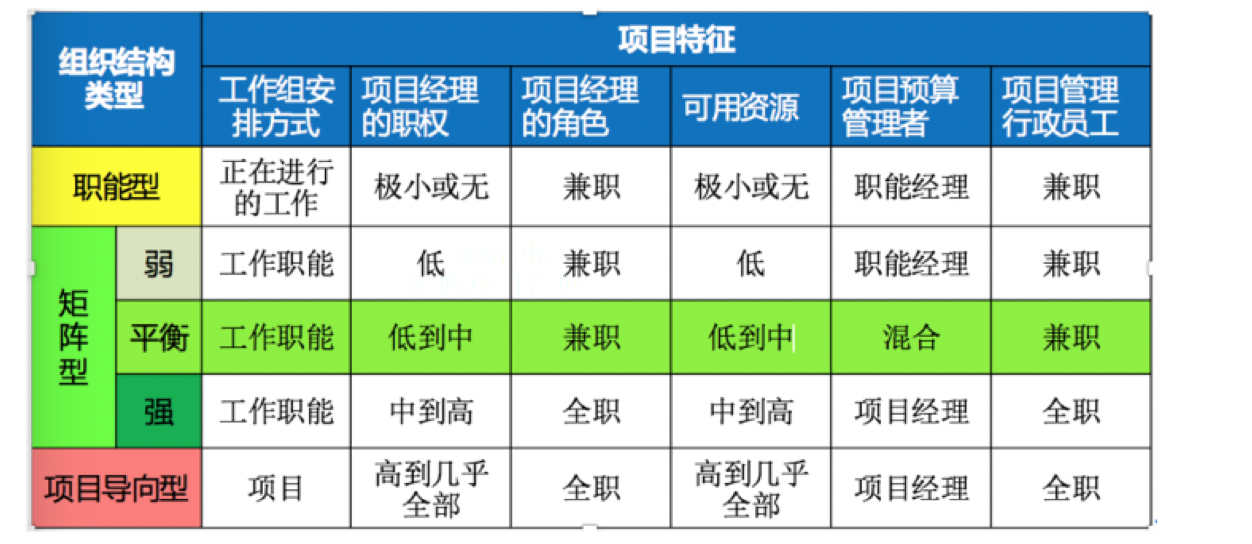 组织结构
类型
项目特征
工作组安
排方式
项目经理
的职权
项目经理
的角色
可用资源
项目预算
管理者
项目管理
行政员工
职能型
正在进行
的工作
极小或无
兼职
极小或无
职能经理
兼职
矩
阵
型
弱
工作职能
低
兼职
低
职能经理
兼职
平衡
工作职能
低到中
兼职
低到中
混合
兼职
强
工作职能
中到高
全职
中到高
项目经理
全职
项目导向型
项目
高到几乎
全部
全职
高到几乎
全部
项目经理
全职